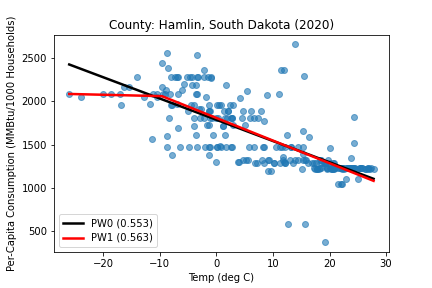 County: Hamlin, South Dakota (2020)
Per-Capita Consumption (MMBtu/1000 Households)
2500
2000
1500
1000
500
PW0 (0.553)
PW1 (0.563)
−20
−10
0
10
20
30
Temp (deg C)